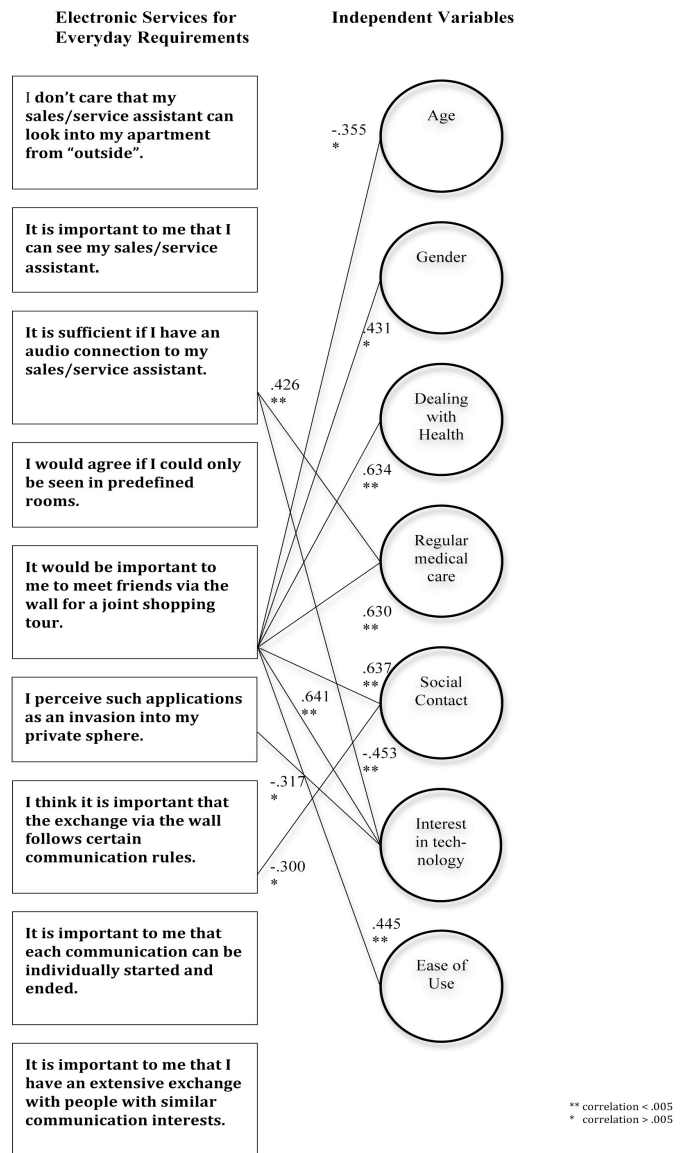 Electronic Services for
Everyday Requirements
Independent Variables
I don’t care that my
sales/service assistant can
look into my apartment
from “outside”.
It is important to me that I
can see my sales/service
assistant.
It is sufficient if I have an
audio connection to my
sales/service assistant.
I would agree if I could only
be seen in predefined
rooms.
It would be important to
me to meet friends via the
wall for a joint shopping
tour.
I perceive such applications
as an invasion into my
private sphere.
I think it is important that
the exchange via the wall
follows certain
communication rules.
It is important to me that
each communication can be
individually started and
ended.
It is important to me that I
have an extensive exchange
with people with similar
communication interests.
-.355
*
.431
*
.426
**
.634
**
.630
**
.637
**
.641
**
-.453
**
-.317
*
-.300
*
.445
**
Age
Gender
Dealing
with
Health
Regular
medical
care
Social
Contact
Interest
in tech-
nology
Ease of
Use
** correlation < .005
* correlation > .005